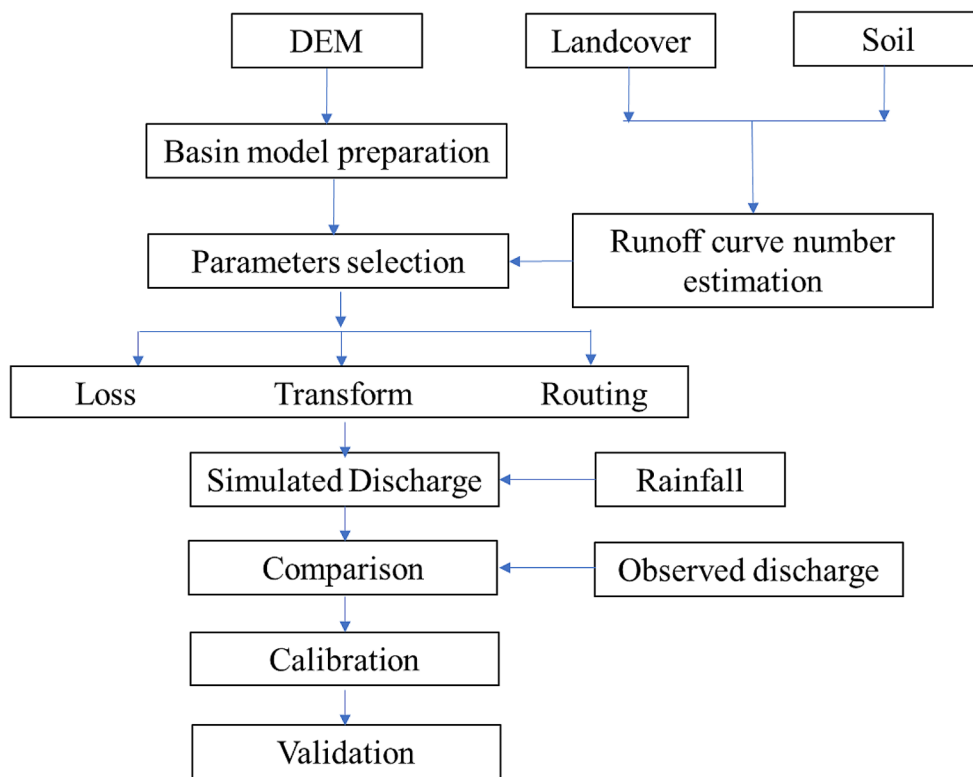 DEM
Landcover
Soil
Basin model preparation
Parameters selection
Runoff curve number
estimation
Loss
Transform
Routing
Simulated Discharge
Rainfall
Comparison
Observed discharge
Calibration
Validation